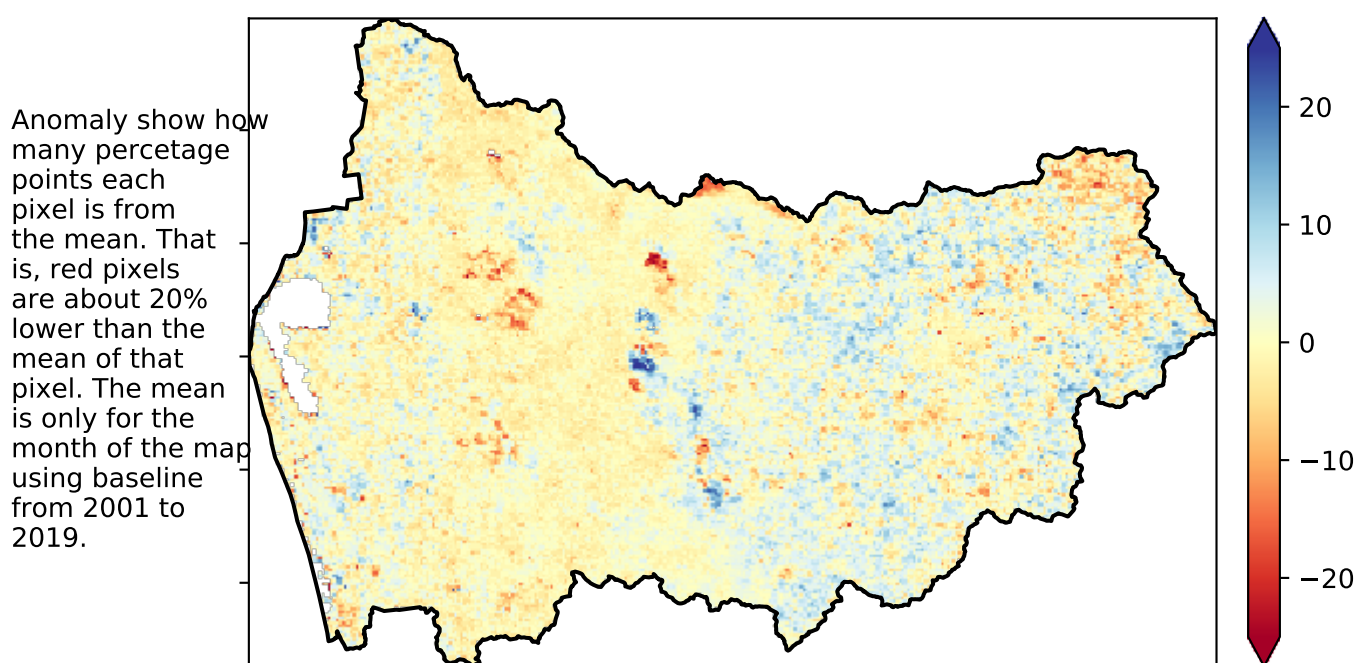 Anomaly show how
many percetage
points each
pixel is from
the mean. That
is, red pixels
are about 20%
lower than the
mean of that
pixel. The mean
is only for the
month of the map
using baseline
from 2001 to
2019.
20
10
0
−10
−20